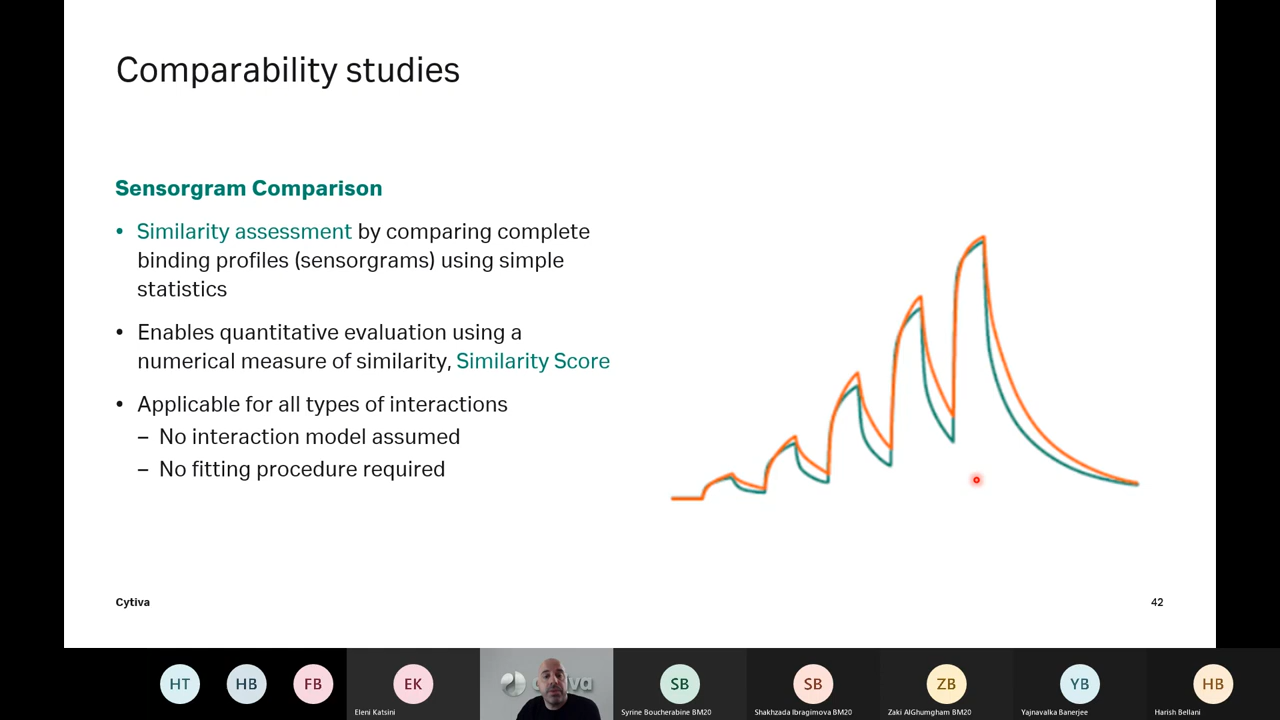 Comparability studies
Sensorgram Comparison
• Similarity assessment by comparing complete
binding profiles (sensorgrams) using simple
statistics
• Enables quantitative evaluation using a
numerical measure of similarity, Similarity Score
• Applicable for all types of interactions
– No interaction model assumed
– No fitting procedure required
Cytiva
42
HT
HB
FB
EK
SB
SB
ZB
YB
HB
Eleni Katsini
Syrine Boucherabine BM20
Shakhzada Ibragimova BM20
Zaki AlGhumgham BM20
Yajnavalka Banerjee
Harish Bellani